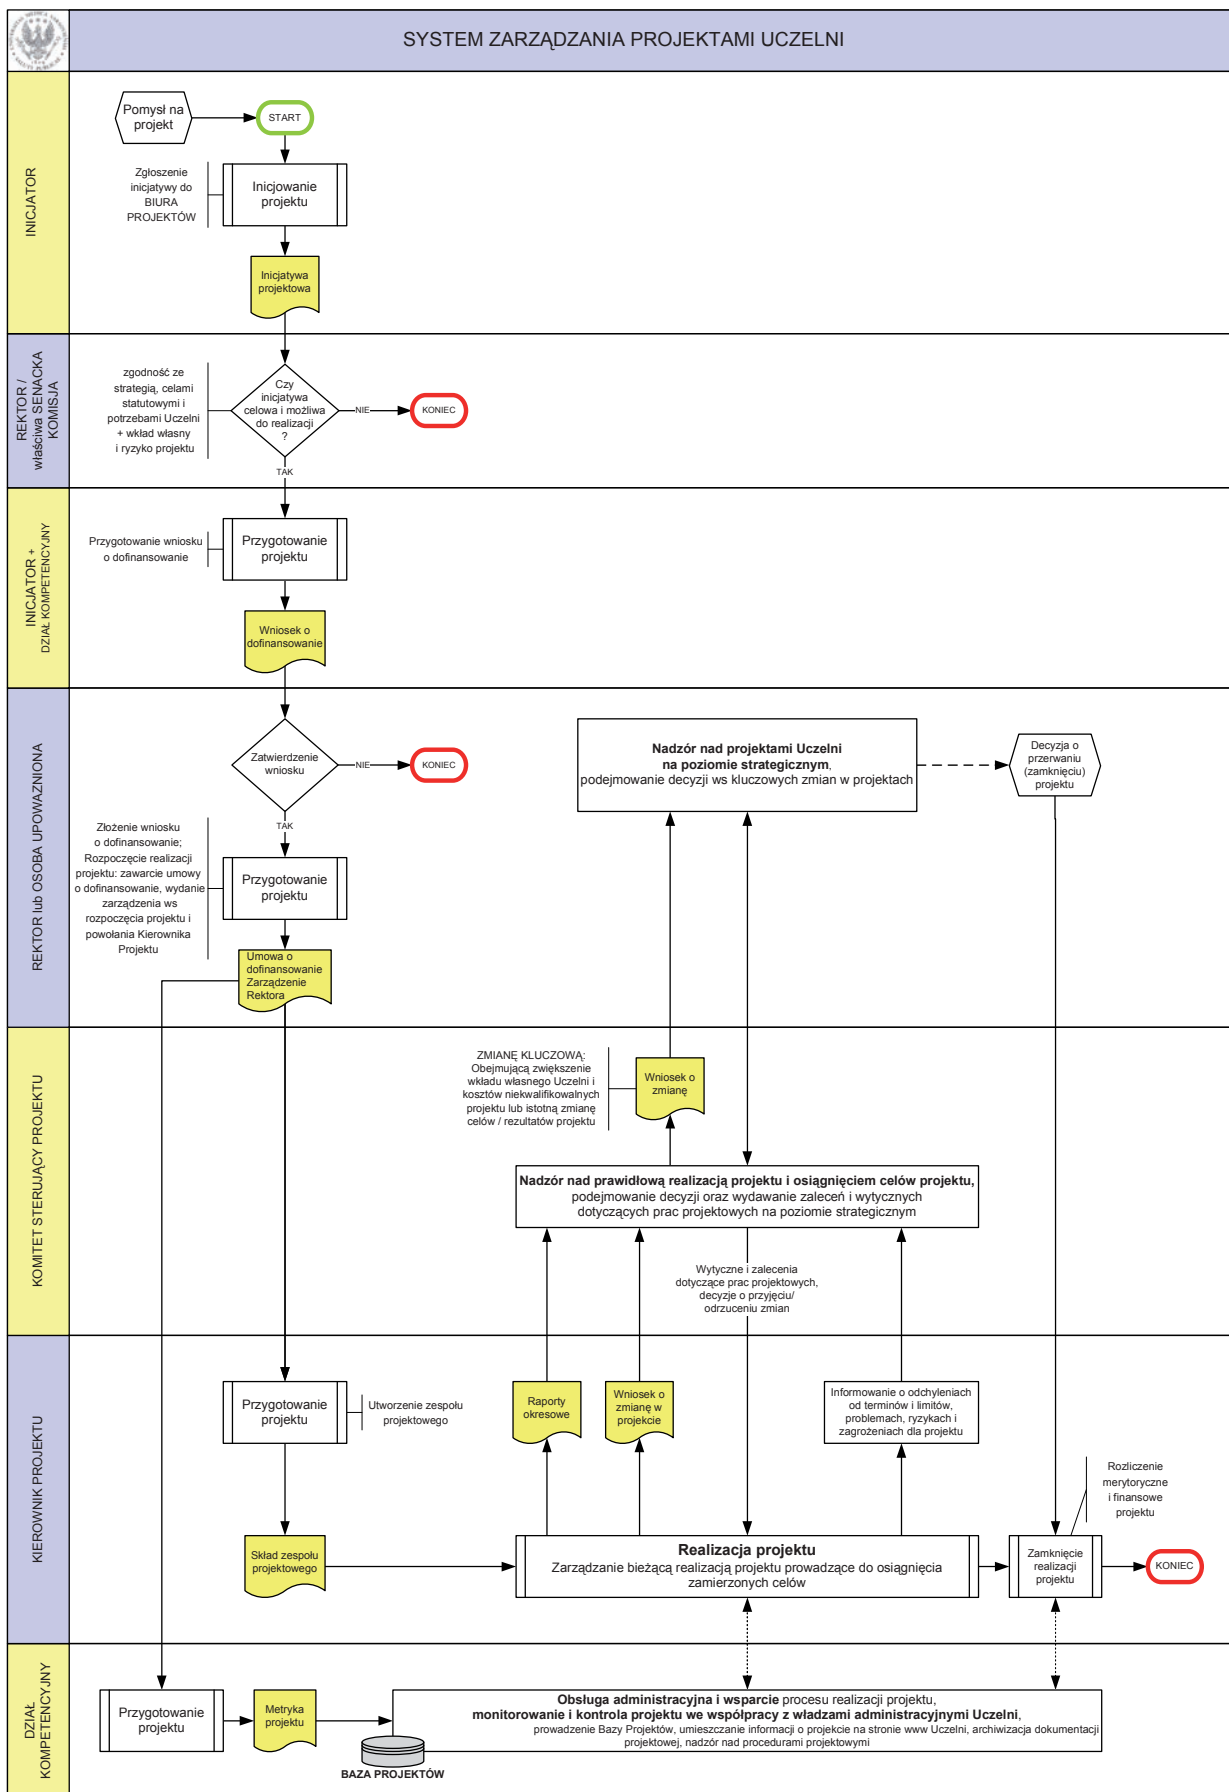 SYSTEM ZARZĄDZANIA PROJEKTAMI UCZELNI
INICJATOR
Pomysł na
projekt
START
Zgłoszenie
inicjatywy do
BIURA
PROJEKTÓW
Inicjowanie
projektu
Inicjatywa
projektowa
REKTOR /
właściwa SENACKA
KOMISJA
zgodność ze
strategią, celami
statutowymi i
potrzebami Uczelni
+ wkład własny
i ryzyko projektu
Czy
inicjatywa
celowa i możliwa
do realizacji
?
NIE
KONIEC
TAK
INICJATOR +
DZIAŁ KOMPETENCYJNY
Przygotowanie wniosku
o dofinansowanie
Przygotowanie
projektu
Wniosek o
dofinansowanie
REKTOR lub OSOBA UPOWAZNIONA
Zatwierdzenie
wniosku
NIE
KONIEC
TAK
Złożenie wniosku
o dofinansowanie;
Rozpoczęcie realizacji
projektu: zawarcie umowy
o dofinansowanie, wydanie
zarządzenia ws
rozpoczęcia projektu i
powołania Kierownika
Projektu
Przygotowanie
projektu
Umowa o
dofinansowanie
Zarządzenie
Rektora
Nadzór nad projektami Uczelni
na poziomie strategicznym,
podejmowanie decyzji ws kluczowych zmian w projektach
Decyzja o
przerwaniu
(zamknięciu)
projektu
KOMITET STERUJĄCY PROJEKTU
ZMIANĘ KLUCZOWĄ:
Obejmującą zwiększenie
wkładu własnego Uczelni i
kosztów niekwalifikowalnych
projektu lub istotną zmianę
celów / rezultatów projektu
Wniosek o
zmianę
Nadzór nad prawidłową realizacją projektu i osiągnięciem celów projektu,
podejmowanie decyzji oraz wydawanie zaleceń i wytycznych
dotyczących prac projektowych na poziomie strategicznym
Wytyczne i zalecenia
dotyczące prac projektowych,
decyzje o przyjęciu/
odrzuceniu zmian
KIEROWNIK PROJEKTU
Przygotowanie
projektu
Utworzenie zespołu
projektowego
Raporty
okresowe
Wniosek o
zmianę w
projekcie
Informowanie o odchyleniach
od terminów i limitów,
problemach, ryzykach i
zagrożeniach dla projektu
Rozliczenie
merytoryczne
i finansowe
projektu
Skład zespołu
projektowego
Realizacja projektu
Zarządzanie bieżącą realizacją projektu prowadzące do osiągnięcia
zamierzonych celów
Zamknięcie
realizacji
projektu
KONIEC
DZIAŁ
KOMPETENCYJNY
Przygotowanie
projektu
Metryka
projektu
Obsługa administracyjna i wsparcie procesu realizacji projektu,
monitorowanie i kontrola projektu we współpracy z władzami administracyjnymi Uczelni,
prowadzenie Bazy Projektów, umieszczanie informacji o projekcie na stronie www Uczelni, archiwizacja dokumentacji
projektowej, nadzór nad procedurami projektowymi
BAZA PROJEKTÓW